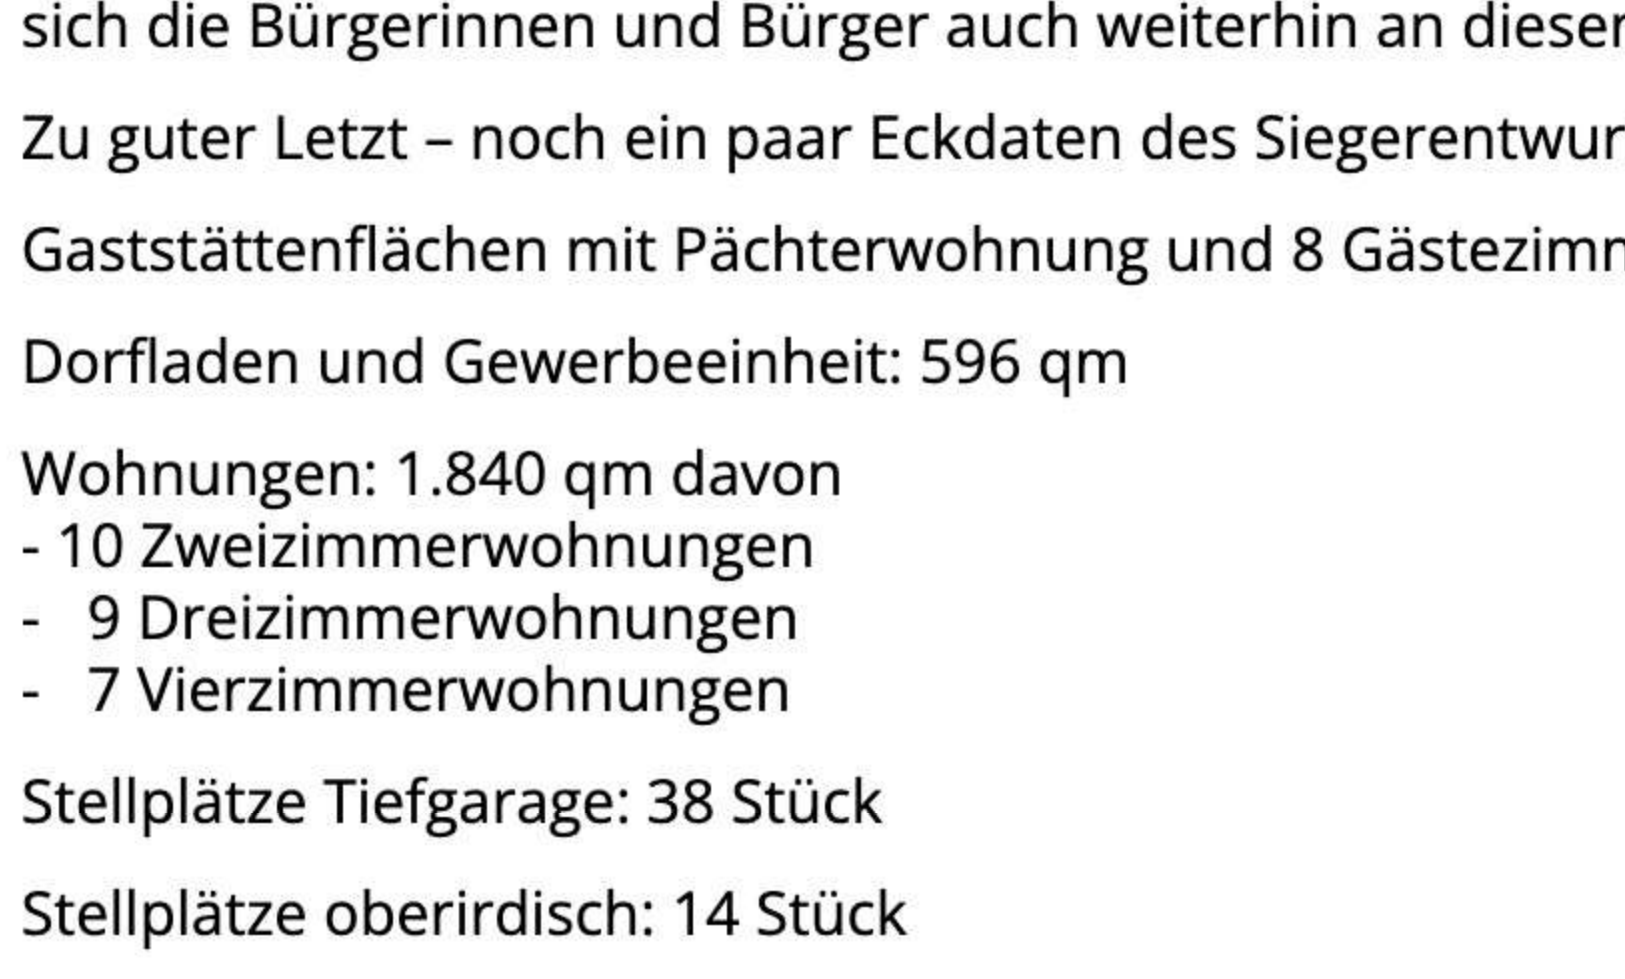 sich die Bürgerinnen und Bürger auch weiterhin an dieser
Zu guter Letzt – noch ein paar Eckdaten des
Gaststättenflächen mit Pächterwohnung und 8
Dorfladen und Gewerbeeinheit: 596 qm
Wohnungen: 1.840 qm davon
- 10 Zweizimmerwohnungen
-   9 Dreizimmerwohnungen
-   7 Vierzimmerwohnungen
Stellplätze Tiefgarage: 38 Stück
Stellplätze oberirdisch: 14 Stück